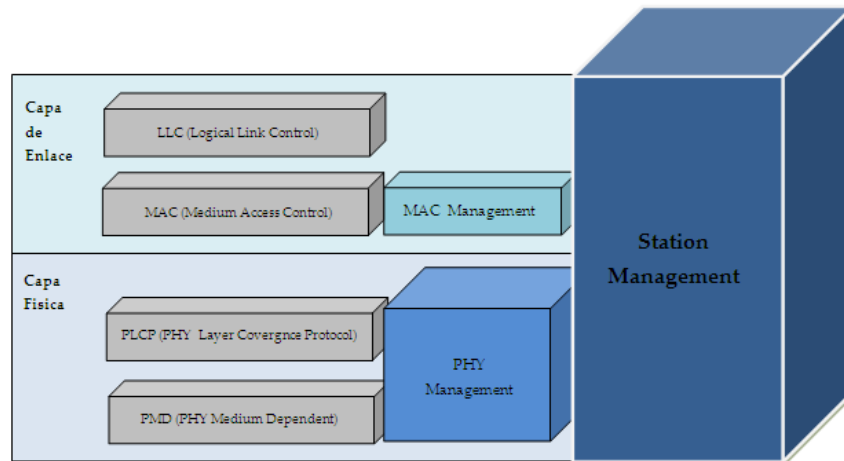 Capa
de
Enlace
LLC (Logical Link Control)
MAC (Medium Access Control)
MAC Management
Station
Management
Capa
Fisica
PLCP (PHY Layer Covergnce Protocol)
PHY
Management
PMD (PHY Medium Dependent)